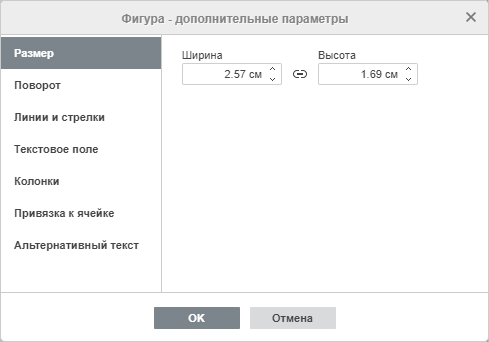 Фигура - дополнительные параметры
Размер
Поворот
Линии и стрелки
Текстовое поле
Колонки
Привязка к ячейке
Альтернативный текст
Ширина Высота
2.57 см 1.69 см
OK Отмена